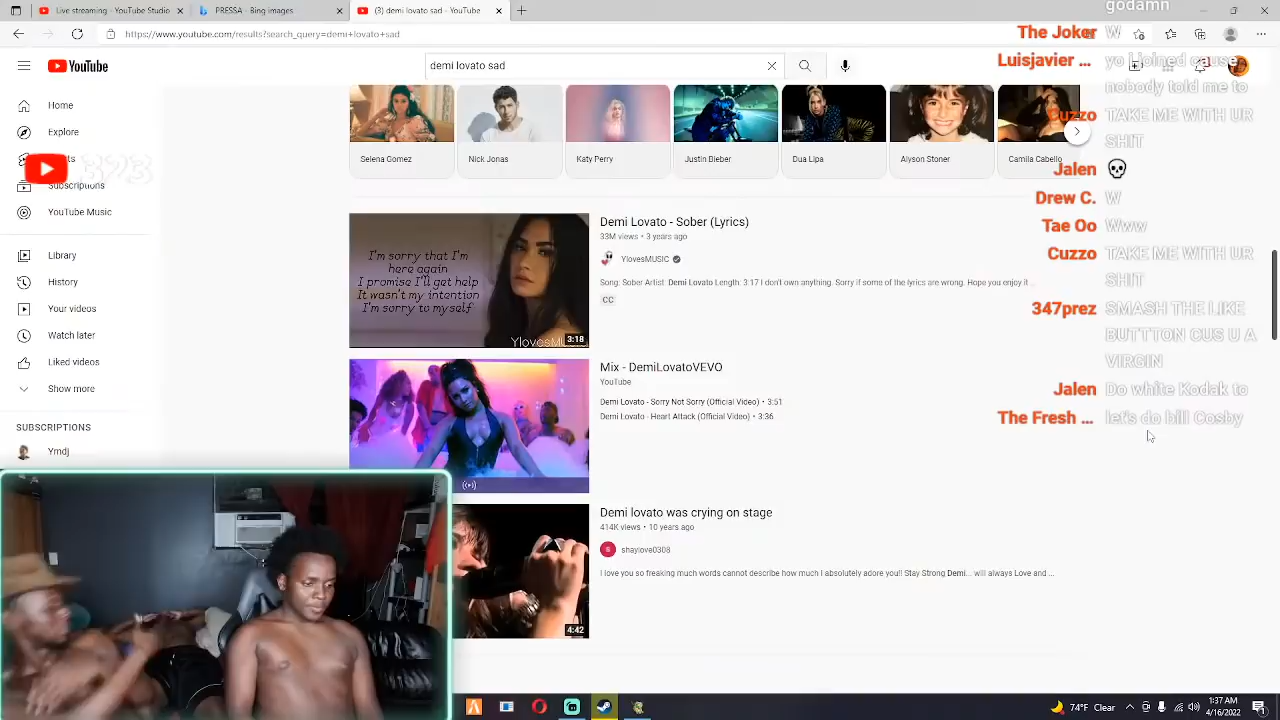 Live streaming - YouTube Studio
PRSSSA - Bing images
(3) demi lovato sad - YouTube
https://www.youtube.com/results?search_query=demi+lovato+sad
YouTube
demi lovato sad
Home
Explore
323
Subscriptions
YouTube Music
Library
History
Your videos
Watch later
Liked videos
Show more
SUBSCRIPTIONS
Ymdj
Selena Gomez
Nick Jonas
Katy Perry
Justin Bieber
Dua Lipa
Alyson Stoner
Camila Cabello
sorry that
here again
I promise I'll get help
It wasn't my intention
I'm sorry to myself
YlovesMUSIC
3:18
Demi Lovato - Sober (Lyrics)
33M views • 3 years ago
YlovesMUSIC
Song: Sober Artist: Demi Lovato Length: 3:17 I don't own anything. Sorry if some of the lyrics are wrong. Hope you enjoy it ...
CC
Mix - DemiLovatoVEVO
YouTube
Demi Lovato - Sorry Not Sorry (Official Video) • 3:51
Demi Lovato - Heart Attack (Official Video) • 3:36
4:42
Demi lovato was crying on stage
414K views • 10 years ago
S
shaylove0308
I love you so freaking much words cannot describe how much I absolutely adore you!! Stay Strong Demi... will always Love and ...
godamn
The Joker W
Luisjavier ... yo I joined cause
nobody told me to
Cuzzo TAKE ME WITH UR
SHIT
Jalen 💀
Drew C. W
Tae Oo Www
Cuzzo TAKE ME WITH UR
SHIT
347prez SMASH THE LIKE
BUTTTON CUS U A
VIRGIN
Jalen Do white Kodak to
The Fresh ... let's do bill Cosby
74°F Clear
1:37 AM
4/16/2022